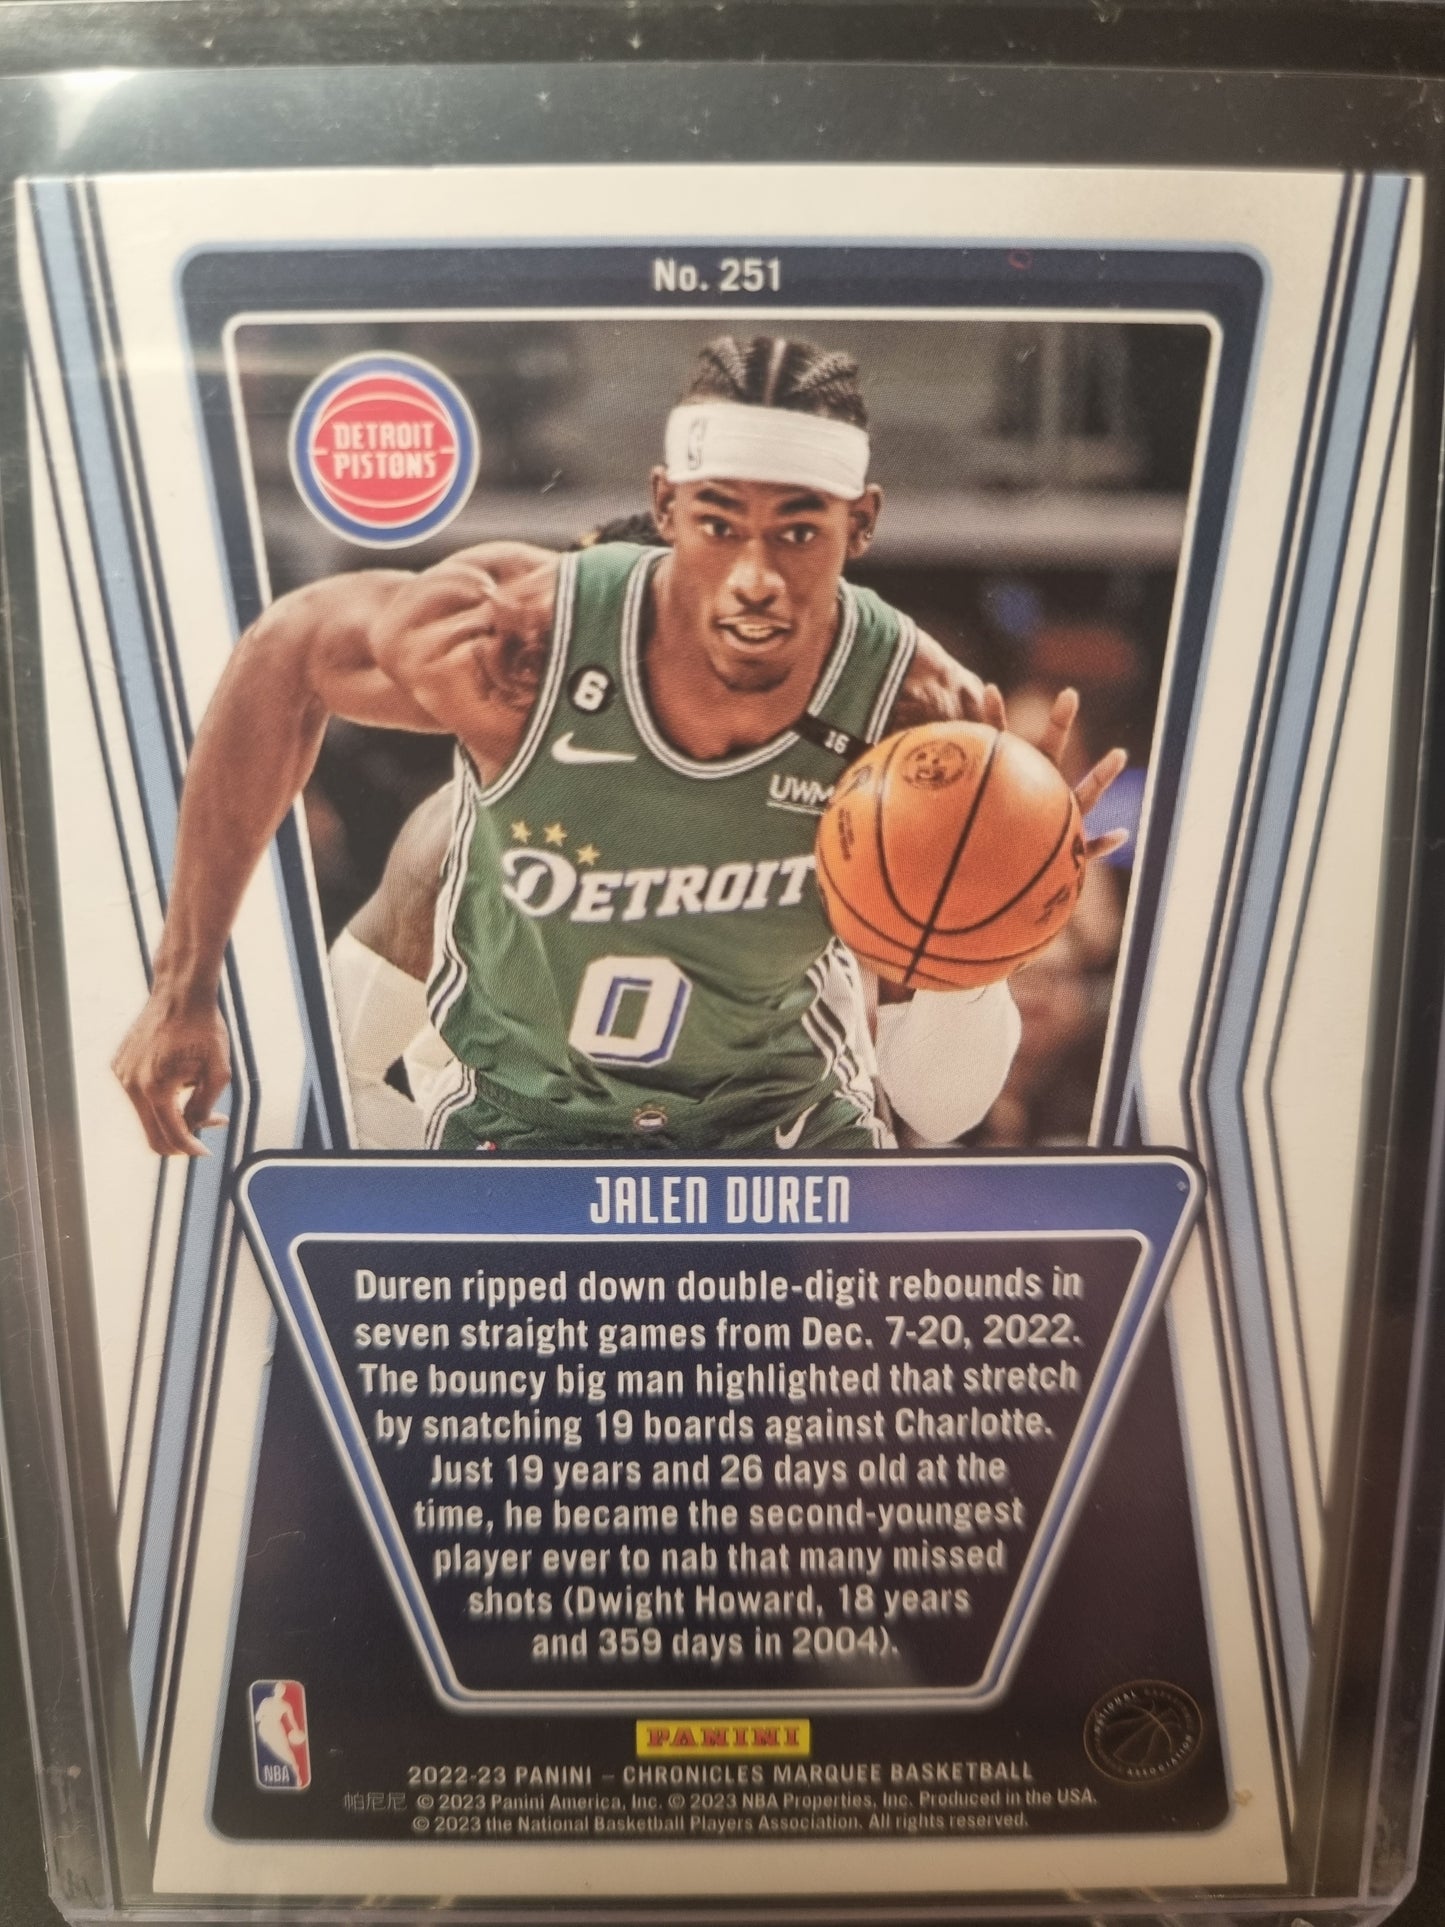 No. 251
DETROIT
PISTONS
6
16
UWM
DETROIT
0
JALEN DUREN
Duren ripped down double-digit rebounds in
seven straight games from Dec. 7-20, 2022.
The bouncy big man highlighted that stretch
by snatching 19 boards against Charlotte.
Just 19 years and 26 days old at the
time, he became the second-youngest
player ever to nab that many missed
shots (Dwight Howard, 18 years
and 359 days in 2004).
NBA
PANINI
NATIONAL BASKETBALL ASSOCIATION
2022-23 PANINI – CHRONICLES MARQUEE BASKETBALL
帕尼尼 © 2023 Panini America, Inc. © 2023 NBA Properties, Inc. Produced in the USA.
© 2023 the National Basketball Players Association. All rights reserved.